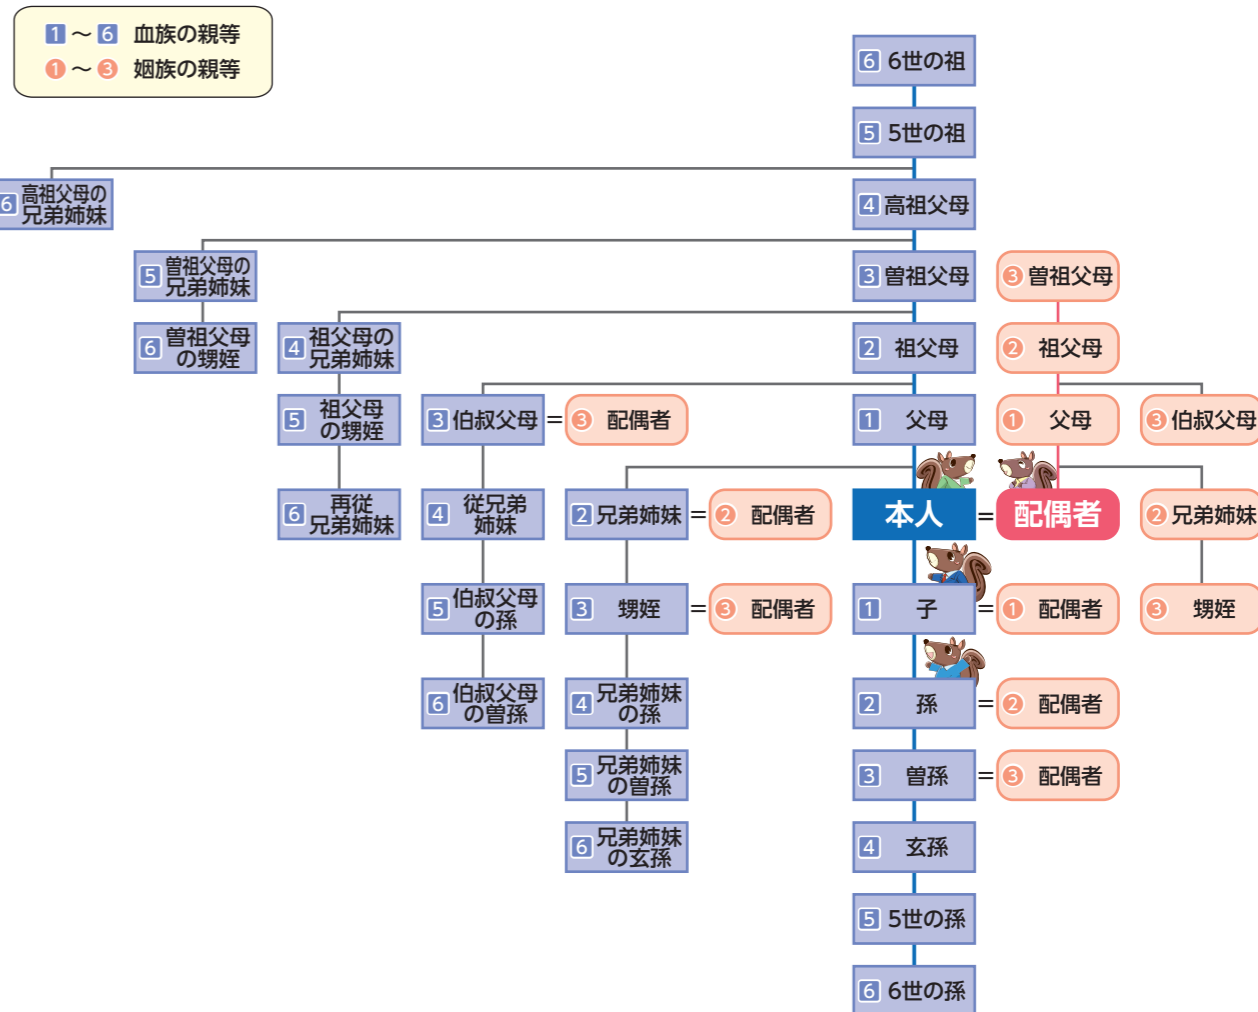 1 ～ 6 血族の親等
1 ～ 3 姻族の親等
6 6世の祖
5 5世の祖
6 高祖父母の
兄弟姉妹
4 高祖父母
5 曽祖父母の
兄弟姉妹
3 曽祖父母
3 曽祖父母
6 曽祖父母
の甥姪
4 祖父母の
兄弟姉妹
2 祖父母
2 祖父母
5 祖父母
の甥姪
3 伯叔父母 = 3 配偶者
1 父母
1 父母
3 伯叔父母
6 再従
兄弟姉妹
4 従兄弟
姉妹
2 兄弟姉妹 = 2 配偶者
本人 = 配偶者
2 兄弟姉妹
5 伯叔父母
の孫
3 甥姪 = 3 配偶者
1 子 = 1 配偶者
3 甥姪
6 伯叔父母
の曽孫
4 兄弟姉妹
の孫
2 孫 = 2 配偶者
5 兄弟姉妹
の曽孫
3 曽孫 = 3 配偶者
6 兄弟姉妹
の玄孫
4 玄孫
5 5世の孫
6 6世の孫